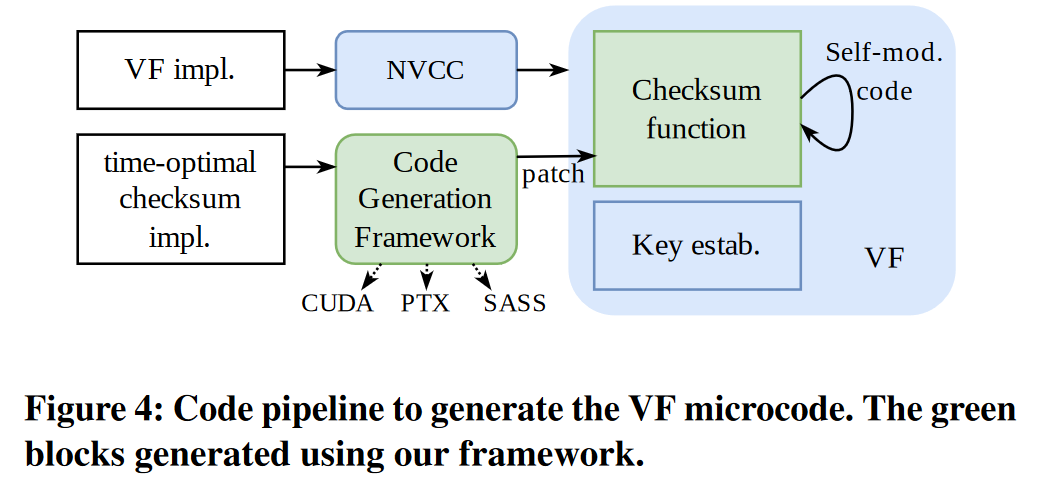 VF impl.
NVCC
time-optimal
checksum
impl.
Code
Generation
Framework
CUDA PTX SASS
patch
Checksum
function
Self-mod.
code
Key estab.
VF
Figure 4: Code pipeline to generate the VF microcode. The green
blocks generated using our framework.